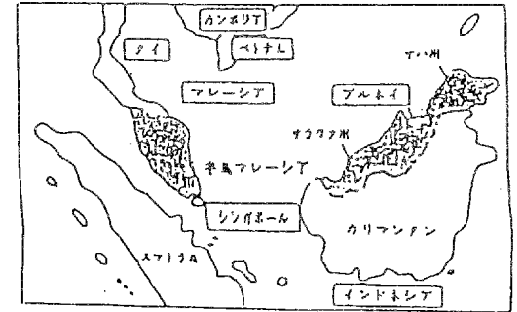 カンボリア
タイ
ベトナム
マレーシア
ブルネイ
サバ州
サラワク州
半島マレーシア
シンガポール
カリマンタン
スマトラ島
インドネシア